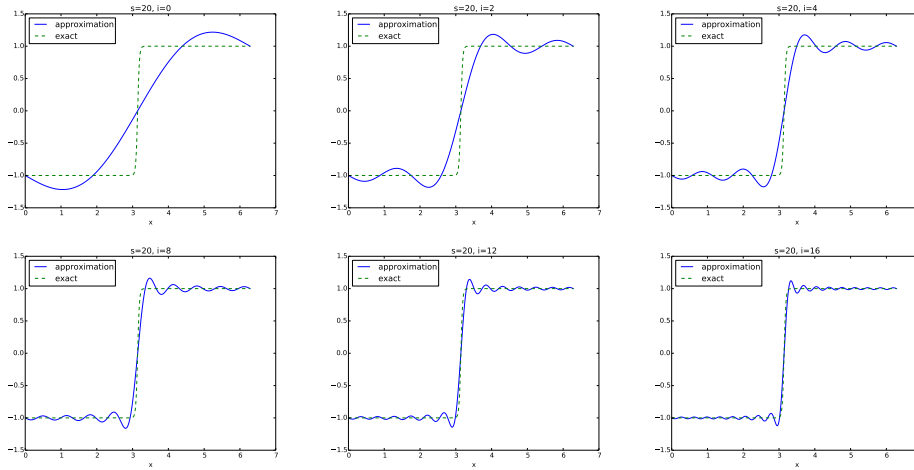 s=20, i=0
1.5
approximation
exact
1.0
0.5
0.0
−0.5
−1.0
−1.5
0 1 2 3 4 5 6 7
x
s=20, i=2
1.5
approximation
exact
1.0
0.5
0.0
−0.5
−1.0
−1.5
0 1 2 3 4 5 6 7
x
s=20, i=4
1.5
approximation
exact
1.0
0.5
0.0
−0.5
−1.0
−1.5
0 1 2 3 4 5 6
x
s=20, i=8
1.5
approximation
exact
1.0
0.5
0.0
−0.5
−1.0
−1.5
0 1 2 3 4 5 6 7
x
s=20, i=12
1.5
approximation
exact
1.0
0.5
0.0
−0.5
−1.0
−1.5
0 1 2 3 4 5 6 7
x
s=20, i=16
1.5
approximation
exact
1.0
0.5
0.0
−0.5
−1.0
−1.5
0 1 2 3 4 5 6
x